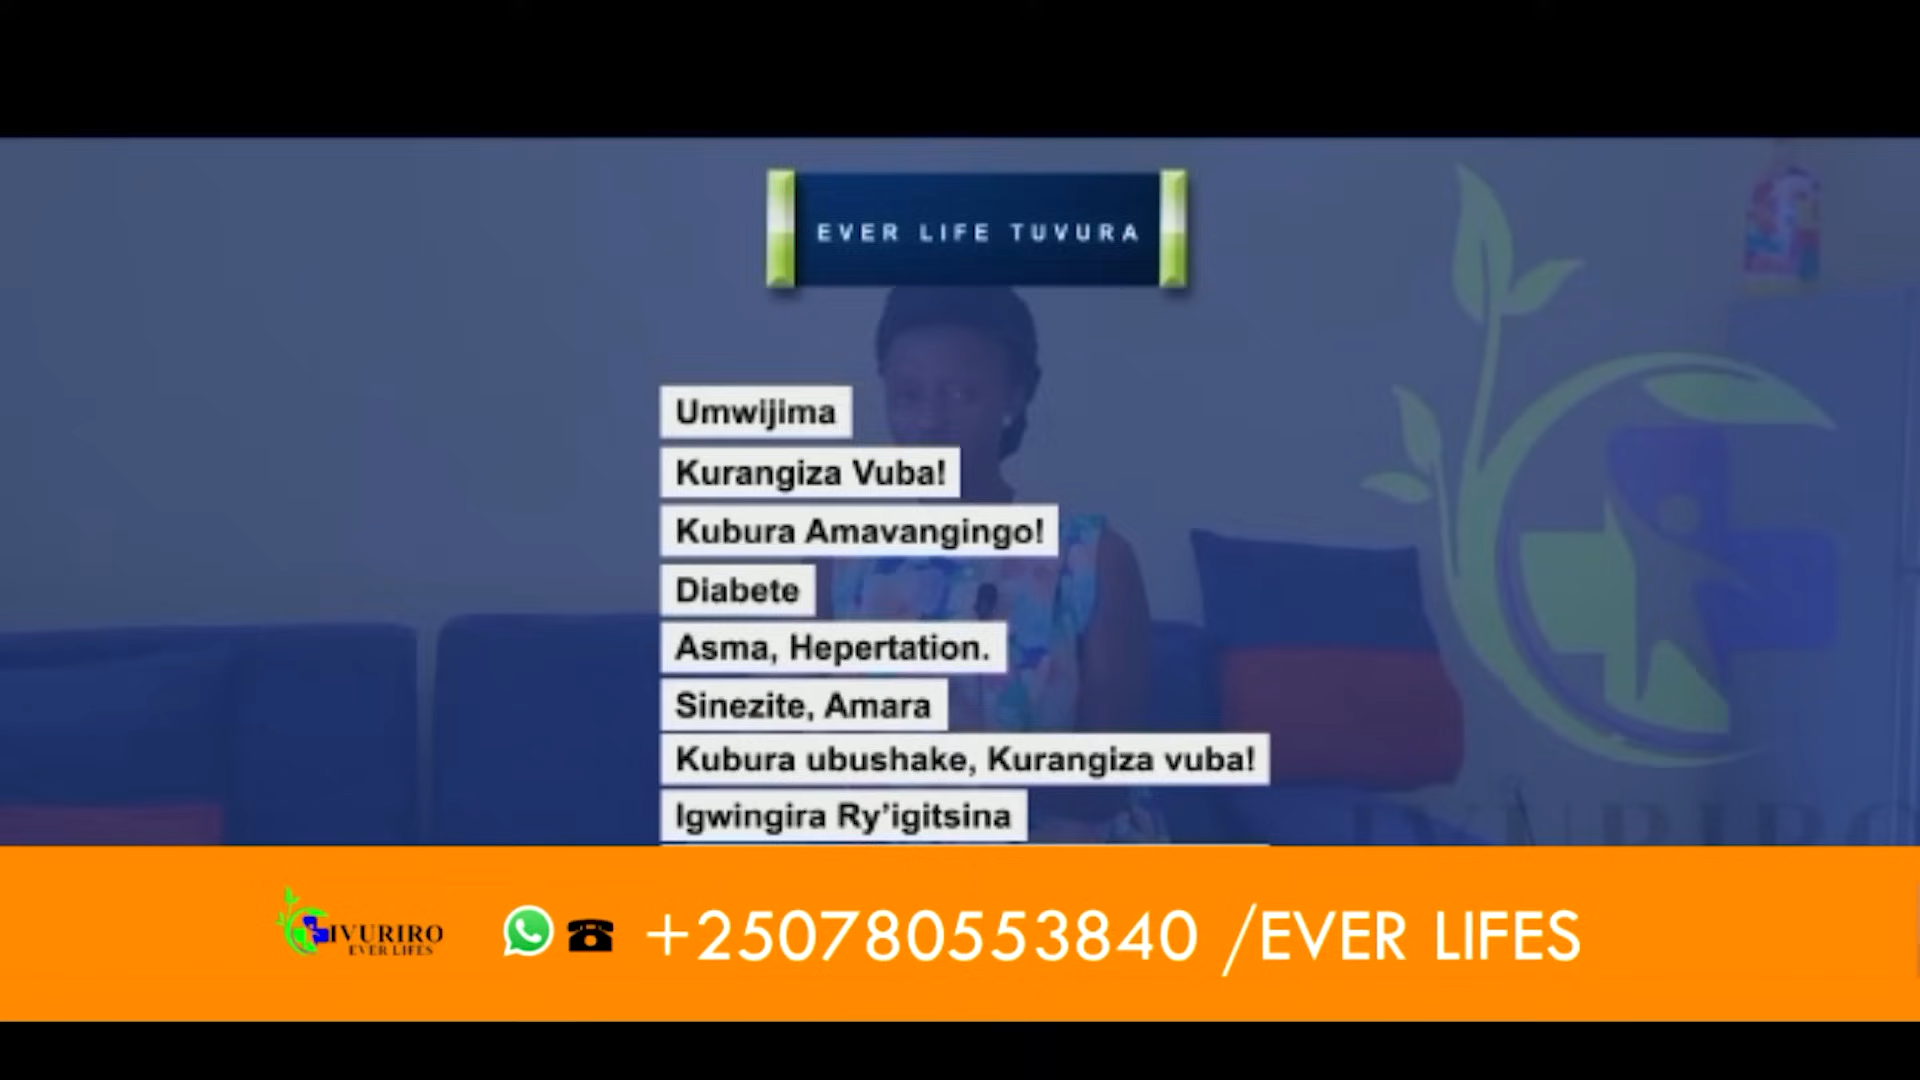 EVER LIFE TUVURA
Umwijima
Kurangiza Vuba!
Kubura Amavangingo!
Diabete
Asma, Hepertation.
Sinezite, Amara
Kubura ubushake, Kurangiza vuba!
Igwingira Ry'igitsina
IVURIRO
IVURIRO
EVER LIFES
+250780553840 /EVER LIFES